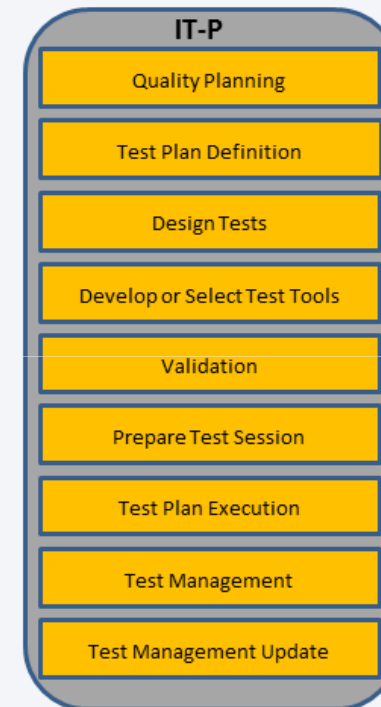 IT-P
Quality Planning
Test Plan Definition
Design Tests
Develop or Select Test Tools
Validation
Prepare Test Session
Test Plan Execution
Test Management
Test Management Update